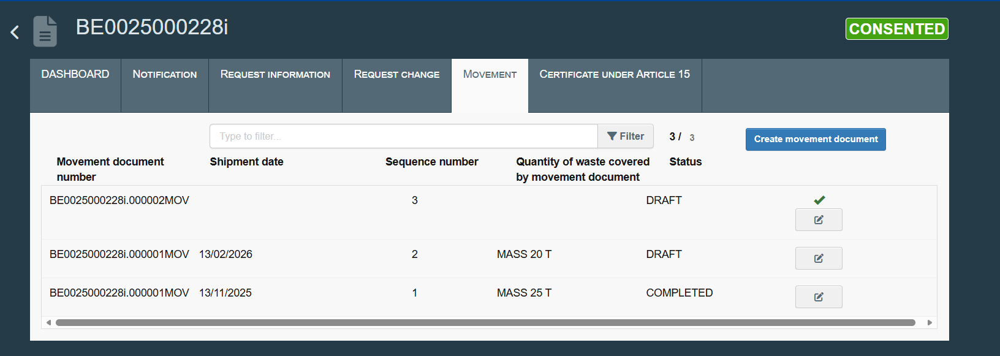 BE0025000228i
CONSENTED
DASHBOARD
NOTIFICATION
REQUEST INFORMATION
REQUEST CHANGE
MOVEMENT
CERTIFICATE UNDER ARTICLE 15
Type to filter...
Filter
3 / 3
Create movement document
Movement document number
Shipment date
Sequence number
Quantity of waste covered by movement document
Status
BE0025000228i.000002MOV 3 DRAFT
BE0025000228i.000001MOV 13/02/2026 2 MASS 20 T DRAFT
BE0025000228i.000001MOV 13/11/2025 1 MASS 25 T COMPLETED